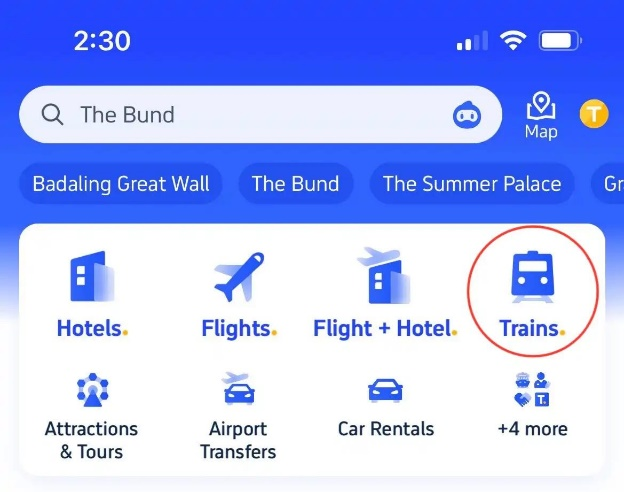 2:30
The Bund
Map
T
Badaling Great Wall
The Bund
The Summer Palace
Gr
Hotels.
Flights.
Flight + Hotel.
Trains.
Attractions
& Tours
Airport
Transfers
Car Rentals
+4 more